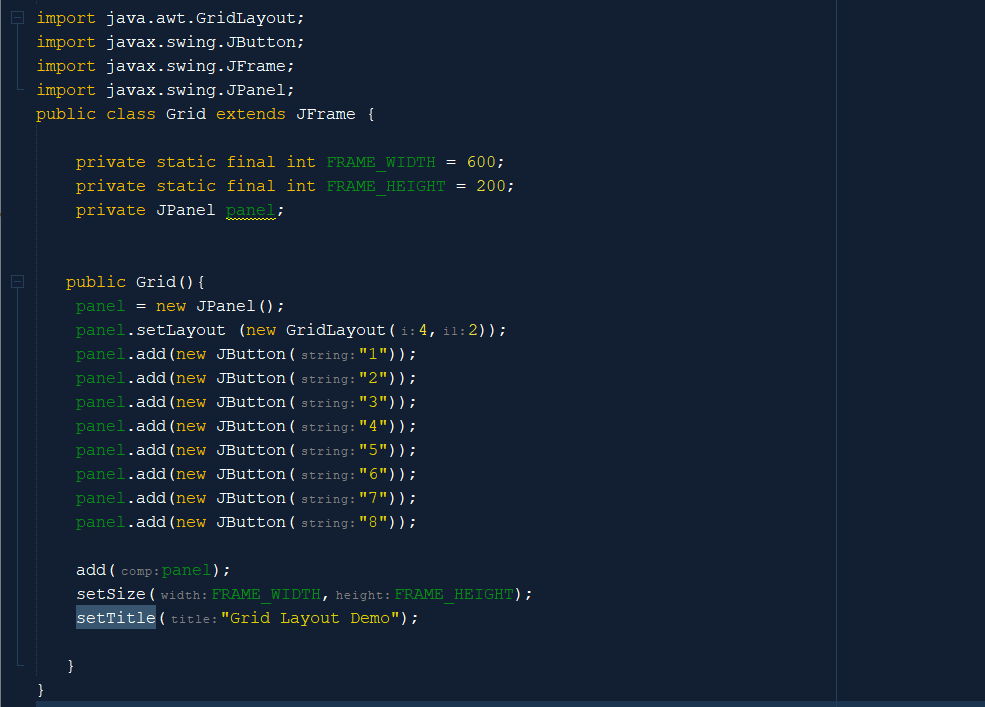 import java.awt.GridLayout;
import javax.swing.JButton;
import javax.swing.JFrame;
import javax.swing.JPanel;
public class Grid extends JFrame {
private static final int FRAME_WIDTH = 600;
private static final int FRAME_HEIGHT = 200;
private JPanel panel;
public Grid(){
panel = new JPanel();
panel.setLayout (new GridLayout( i: 4, i1: 2));
panel.add(new JButton( string: "1"));
panel.add(new JButton( string: "2"));
panel.add(new JButton( string: "3"));
panel.add(new JButton( string: "4"));
panel.add(new JButton( string: "5"));
panel.add(new JButton( string: "6"));
panel.add(new JButton( string: "7"));
panel.add(new JButton( string: "8"));
add( comp: panel);
setSize( width: FRAME_WIDTH, height: FRAME_HEIGHT);
setTitle( title: "Grid Layout Demo");
}
}